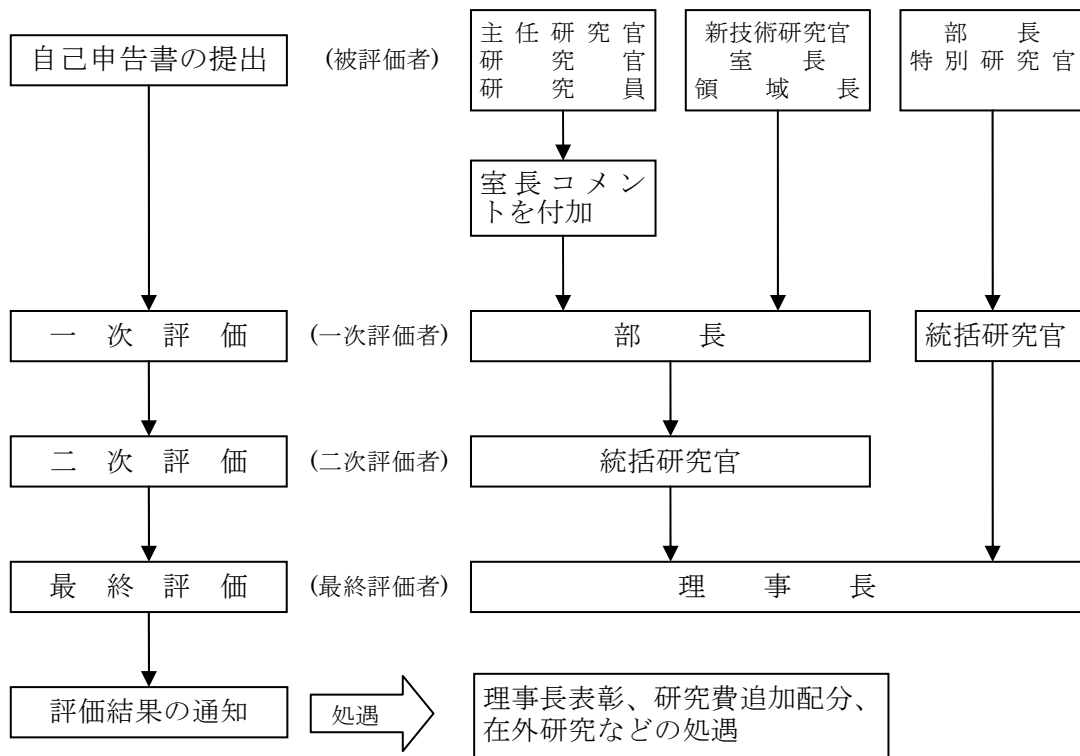 自己申告書の提出
(被評価者)
主任研究官
研究官
研究員
新技術研究官
室長
領域長
部長
特別研究官
室長コメン
トを付加
一次評価
(一次評価者)
部長
統括研究官
二次評価
(二次評価者)
統括研究官
最終評価
(最終評価者)
理事長
評価結果の通知
処遇
理事長表彰、研究費追加配分、
在外研究などの処遇